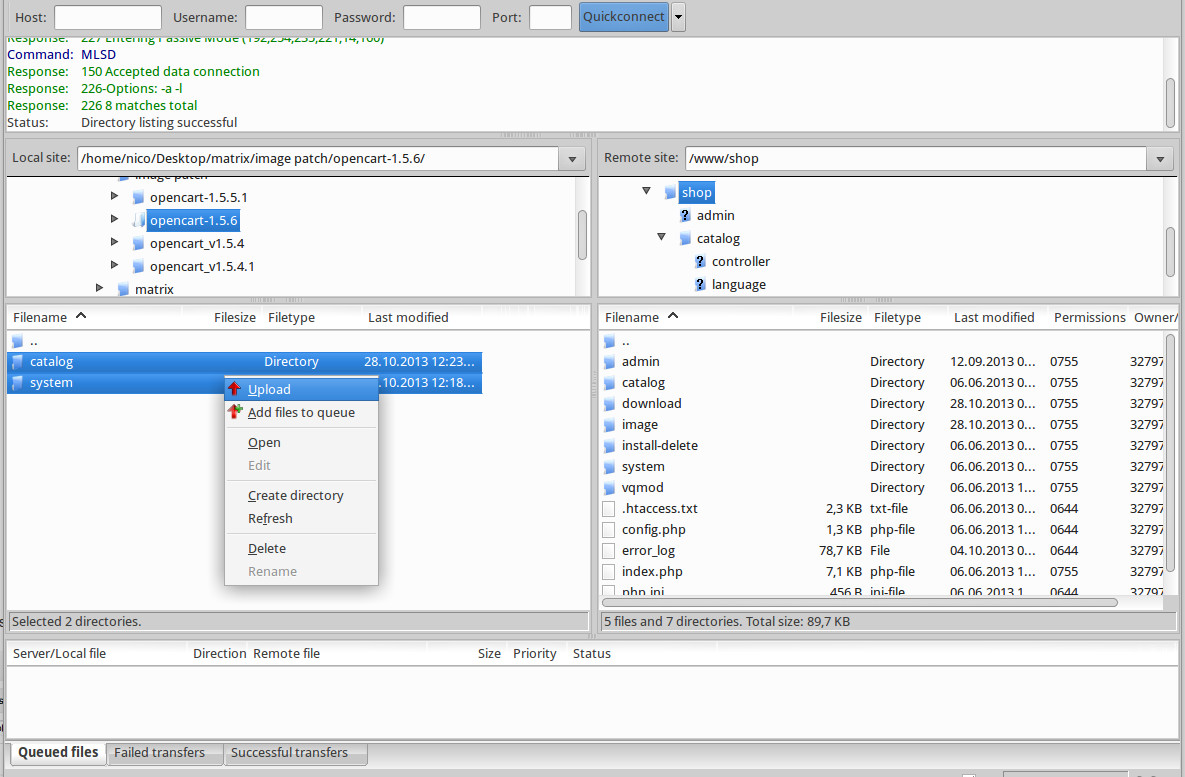 Host: Username: Password: Port: Quickconnect
Response: 227 Entering Passive Mode (192,254,235,221,14,166)
Command: MLSD
Response: 150 Accepted data connection
Response: 226-Options: -a -l
Response: 226 8 matches total
Status: Directory listing successful
Local site: /home/nico/Desktop/matrix/image patch/opencart-1.5.6/
image patch
opencart-1.5.5.1
opencart-1.5.6
opencart_v1.5.4
opencart_v1.5.4.1
matrix
Remote site: /www/shop
shop
admin
catalog
controller
language
Filename Filesize Filetype Last modified
..
catalog Directory 28.10.2013 12:23...
system .10.2013 12:18...
Upload
Add files to queue
Open
Edit
Create directory
Refresh
Delete
Rename
Selected 2 directories.
Filename Filesize Filetype Last modified Permissions Owner/
..
admin Directory 12.09.2013 0... 0755 32797
catalog Directory 06.06.2013 0... 0755 32797
download Directory 28.10.2013 0... 0755 32797
image Directory 28.10.2013 0... 0755 32797
install-delete Directory 06.06.2013 0... 0755 32797
system Directory 06.06.2013 0... 0755 32797
vqmod Directory 06.06.2013 1... 0755 32797
.htaccess.txt 2,3 KB txt-file 06.06.2013 0... 0644 32797
config.php 1,3 KB php-file 06.06.2013 1... 0644 32797
error_log 78,7 KB File 04.10.2013 0... 0644 32797
index.php 7,1 KB php-file 06.06.2013 1... 0755 32797
php.ini 456 B ini-file 06.06.2013 1... 0644 32797
5 files and 7 directories. Total size: 89,7 KB
Server/Local file Direction Remote file Size Priority Status
Queued files Failed transfers Successful transfers